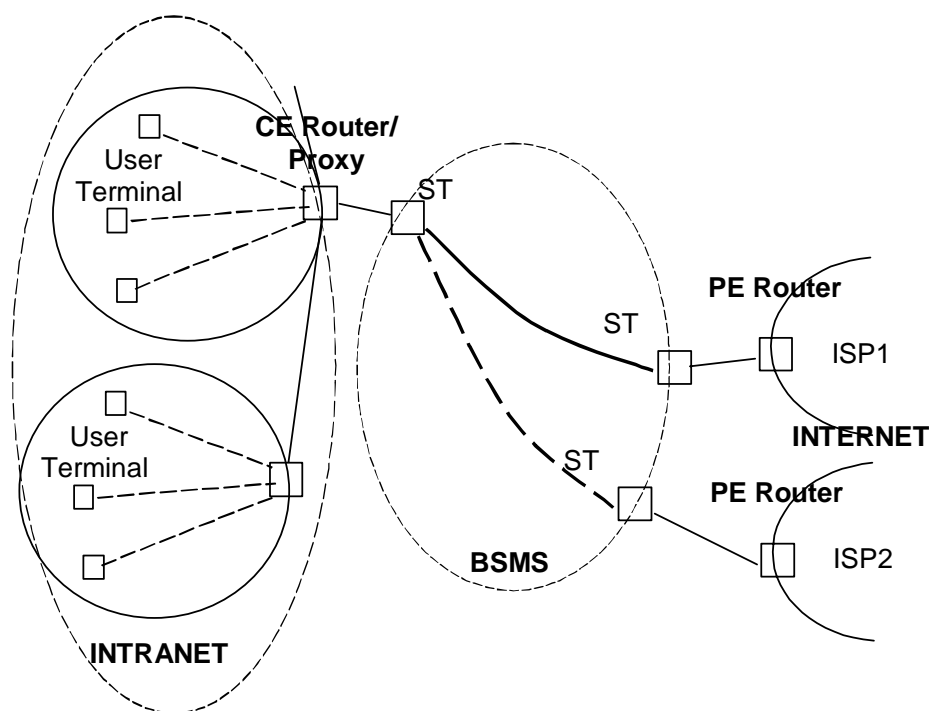 CE Router/
Proxy
User
Terminal
ST
PE Router
ST
ISP1
INTERNET
User
Terminal
ST
PE Router
BSMS
ISP2
INTRANET